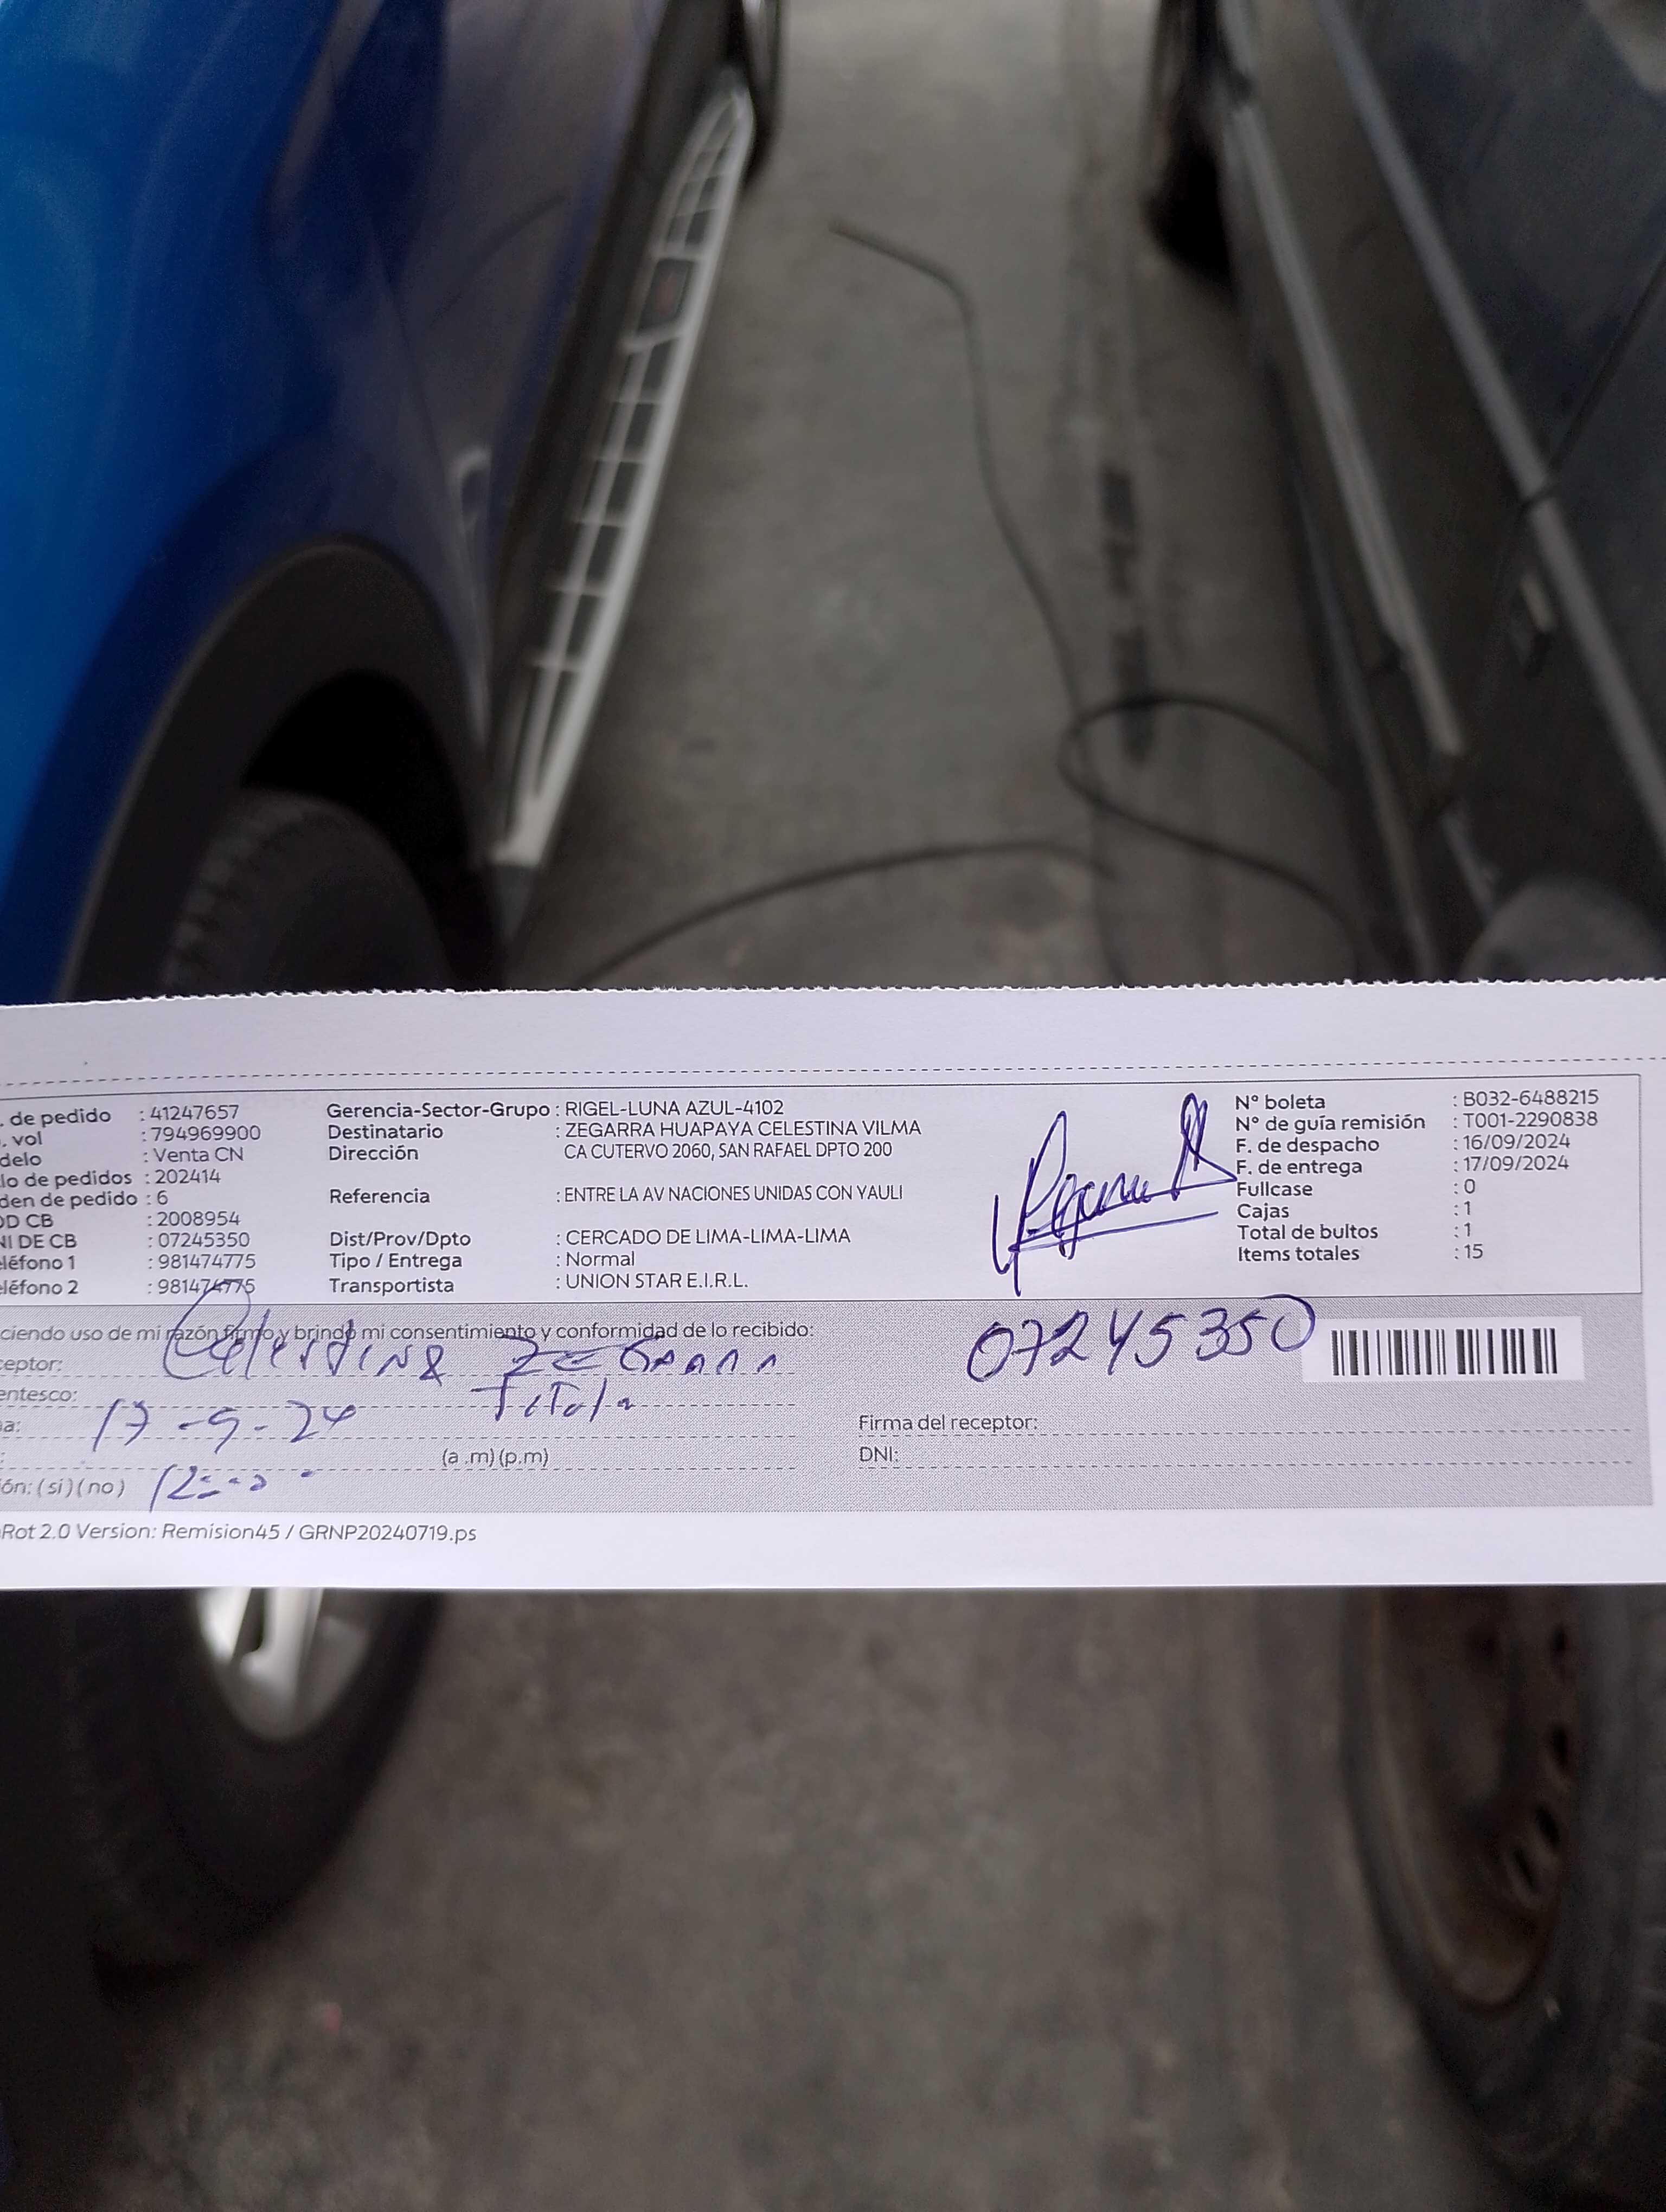 . de pedido : 41247657
. vol : 794969900
delo : Venta CN
lo de pedidos : 202414
den de pedido : 6
OD CB : 2008954
NI DE CB : 07245350
eléfono 1 : 981474775
eléfono 2 : 981474775
Gerencia-Sector-Grupo : RIGEL-LUNA AZUL-4102
Destinatario : ZEGARRA HUAPAYA CELESTINA VILMA
Dirección CA CUTERVO 2060, SAN RAFAEL DPTO 200
Referencia : ENTRE LA AV NACIONES UNIDAS CON YAULI
Dist/Prov/Dpto : CERCADO DE LIMA-LIMA-LIMA
Tipo / Entrega : Normal
Transportista : UNION STAR E.I.R.L.
N° boleta : B032-6488215
N° de guía remisión : T001-2290838
F. de despacho : 16/09/2024
F. de entrega : 17/09/2024
Fullcase : 0
Cajas : 1
Total de bultos : 1
Items totales : 15
ciendo uso de mi razón firmo y brindo mi consentimiento y conformidad de lo recibido:
ceptor: Celestina Zegarra
entesco: Titular
na: 17-9-24
: (a .m) (p.m)
ón: (si) (no)
07245350
Firma del receptor:
DNI:
Rot 2.0 Version: Remision45 / GRNP20240719.ps